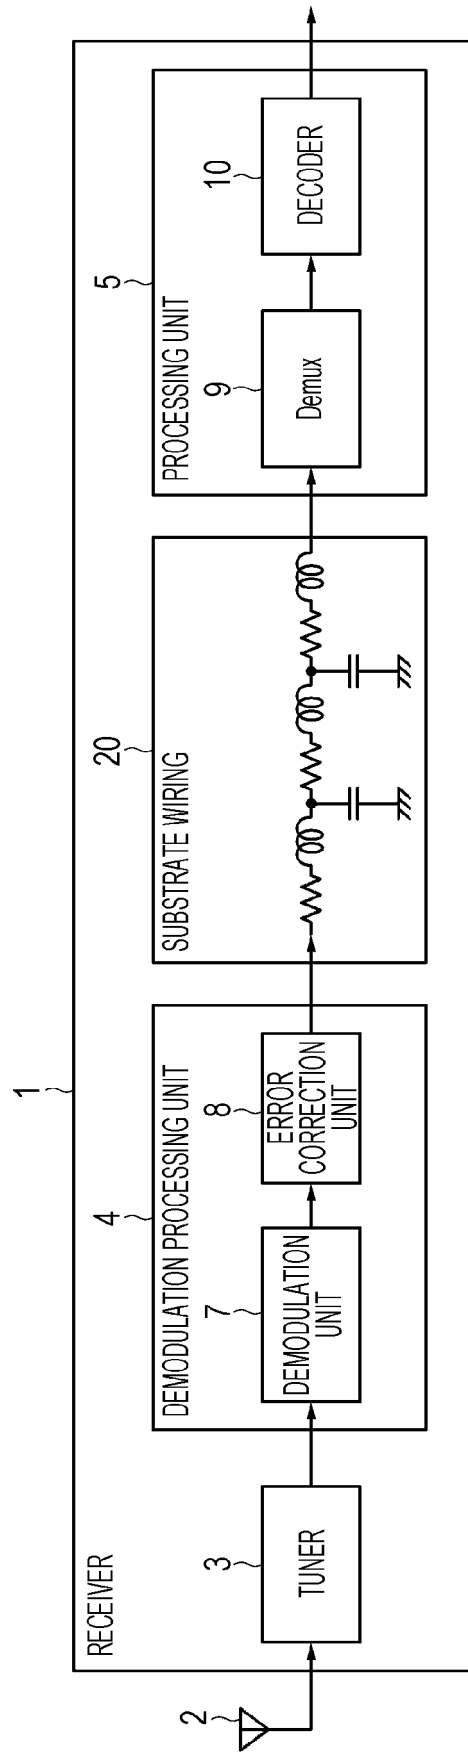 1
RECEIVER
2
3
TUNER
4
DEMODULATION PROCESSING UNIT
7
DEMODULATION
UNIT
8
ERROR
CORRECTION
UNIT
20
SUBSTRATE WIRING
5
PROCESSING UNIT
9
Demux
10
DECODER